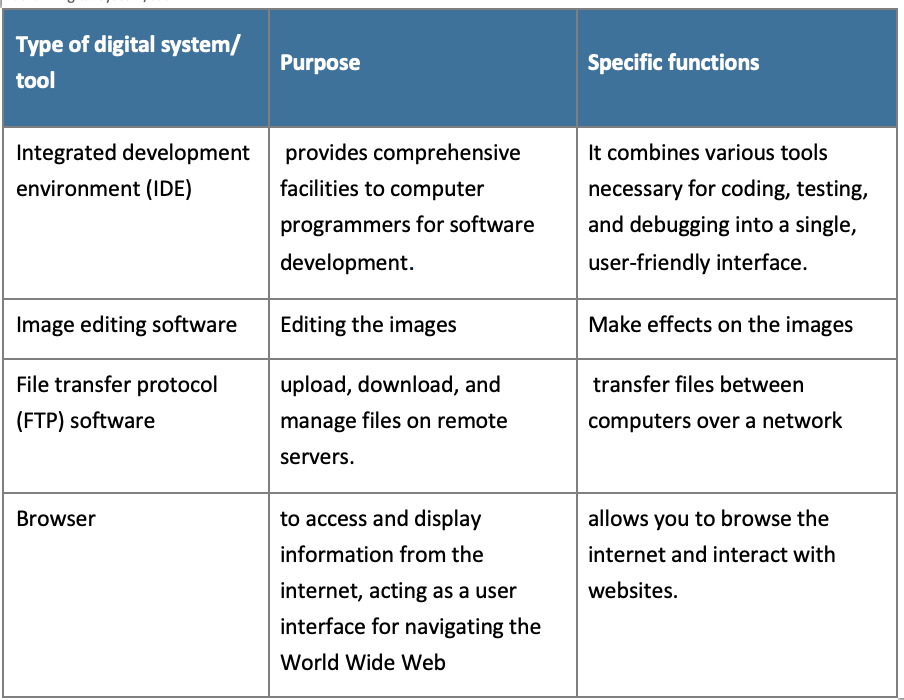 Type of digital system/
tool
Purpose
Specific functions
Integrated development
environment (IDE)
provides comprehensive
facilities to computer
programmers for software
development.
It combines various tools
necessary for coding, testing,
and debugging into a single,
user-friendly interface.
Image editing software
Editing the images
Make effects on the images
File transfer protocol
(FTP) software
upload, download, and
manage files on remote
servers.
transfer files between
computers over a network
Browser
to access and display
information from the
internet, acting as a user
interface for navigating the
World Wide Web
allows you to browse the
internet and interact with
websites.